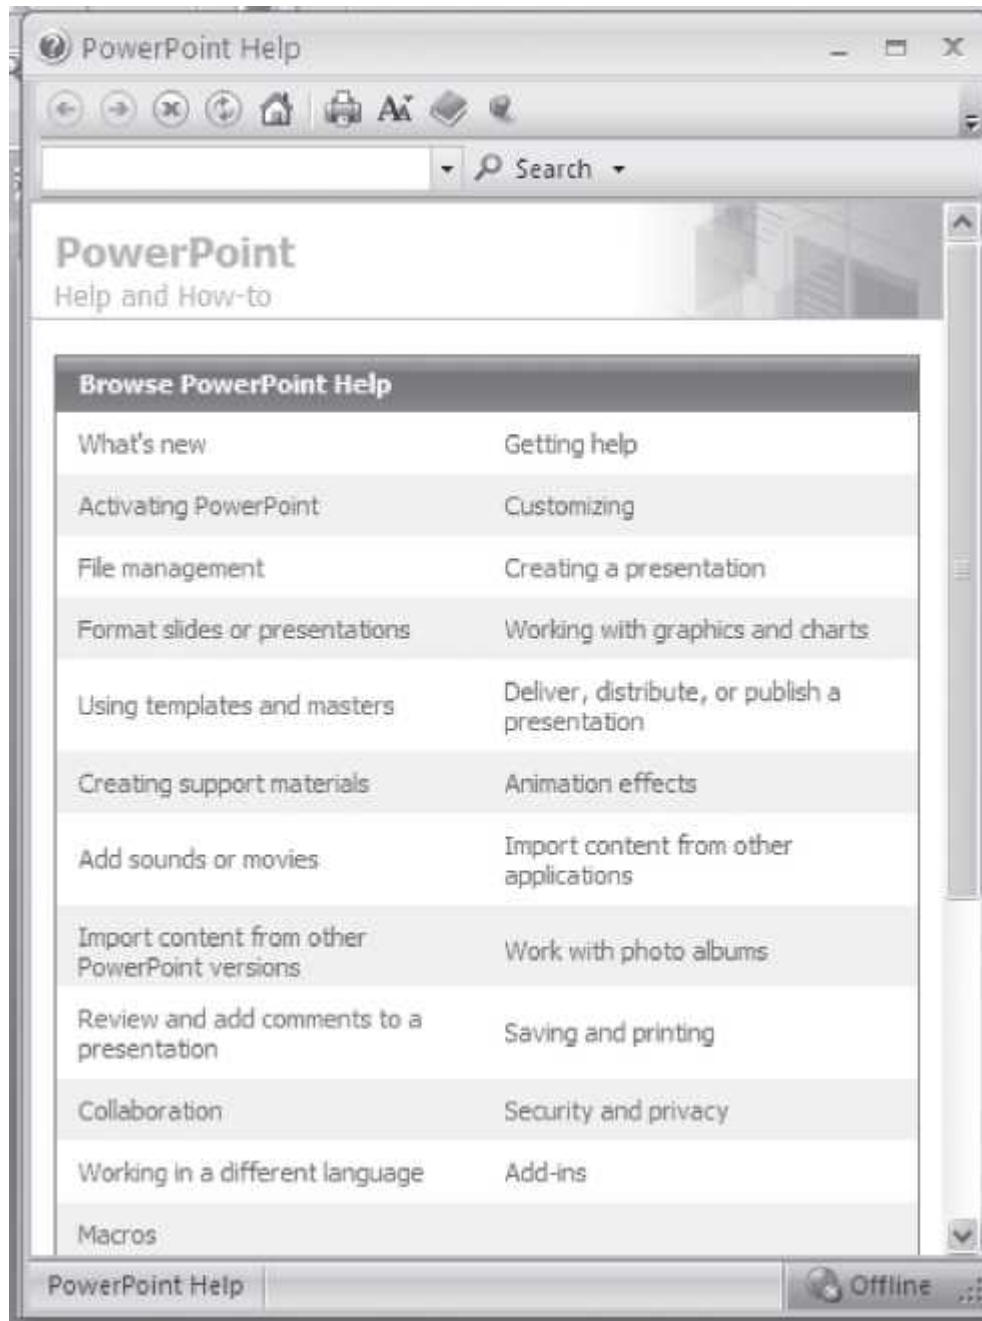 PowerPoint Help
Search
PowerPoint
Help and How-to
Browse PowerPoint Help
What's new
Getting help
Activating PowerPoint
Customizing
File management
Creating a presentation
Format slides or presentations
Working with graphics and charts
Using templates and masters
Deliver, distribute, or publish a
presentation
Creating support materials
Animation effects
Add sounds or movies
Import content from other
applications
Import content from other
PowerPoint versions
Work with photo albums
Review and add comments to a
presentation
Saving and printing
Collaboration
Security and privacy
Working in a different language
Add-ins
Macros
PowerPoint Help
Offline